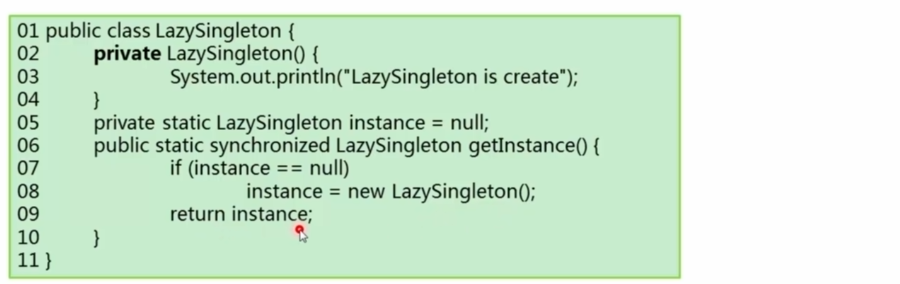 01 public class LazySingleton {
02 private LazySingleton() {
03 System.out.println("LazySingleton is create");
04 }
05 private static LazySingleton instance = null;
06 public static synchronized LazySingleton getInstance() {
07 if (instance == null)
08 instance = new LazySingleton();
09 return instance;
10 }
11 }